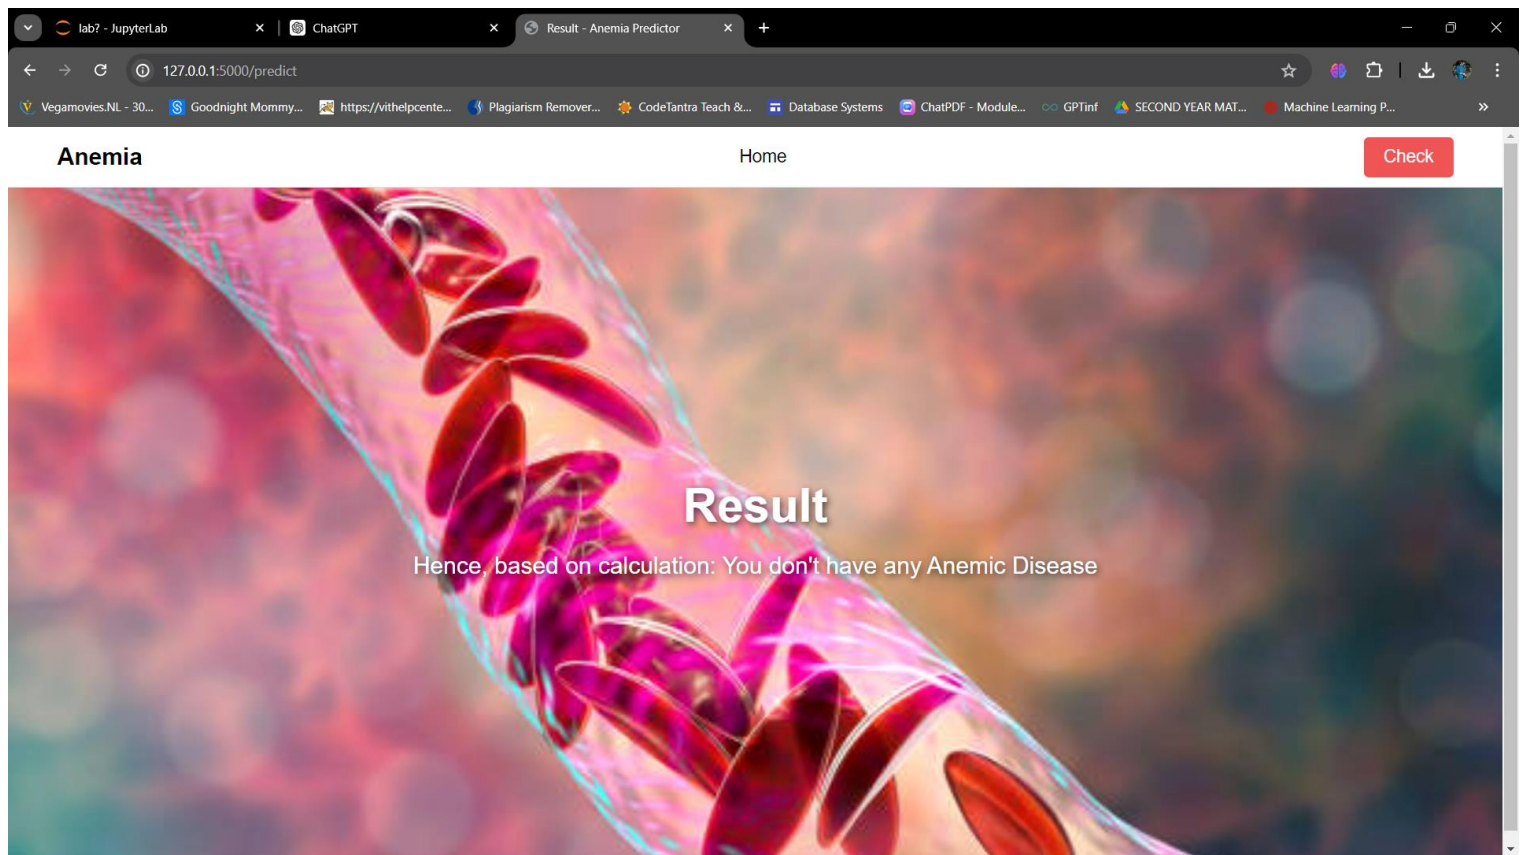 lab? - JupyterLab
ChatGPT
Result - Anemia Predictor
127.0.0.1:5000/predict
Vegamovies.NL - 30...
Goodnight Mommy...
https://vithelpcente...
Plagiarism Remover...
CodeTantra Teach &...
Database Systems
ChatPDF - Module...
GPTinf
SECOND YEAR MAT...
Machine Learning P...
Anemia
Home
Check
Result
Hence, based on calculation: You don't have any Anemic Disease